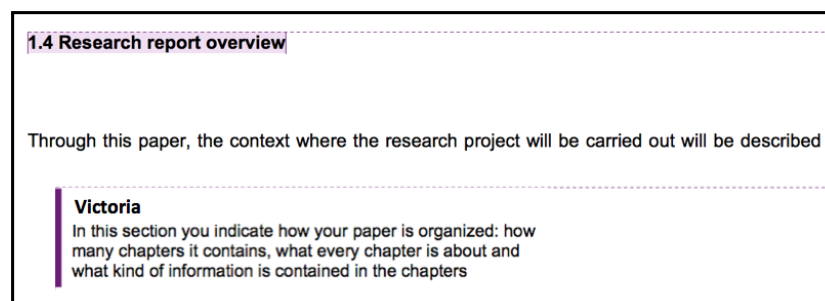 1.4 Research report overview
Through this paper, the context where the research project will be carried out will be described
Victoria
In this section you indicate how your paper is organized: how
many chapters it contains, what every chapter is about and
what kind of information is contained in the chapters